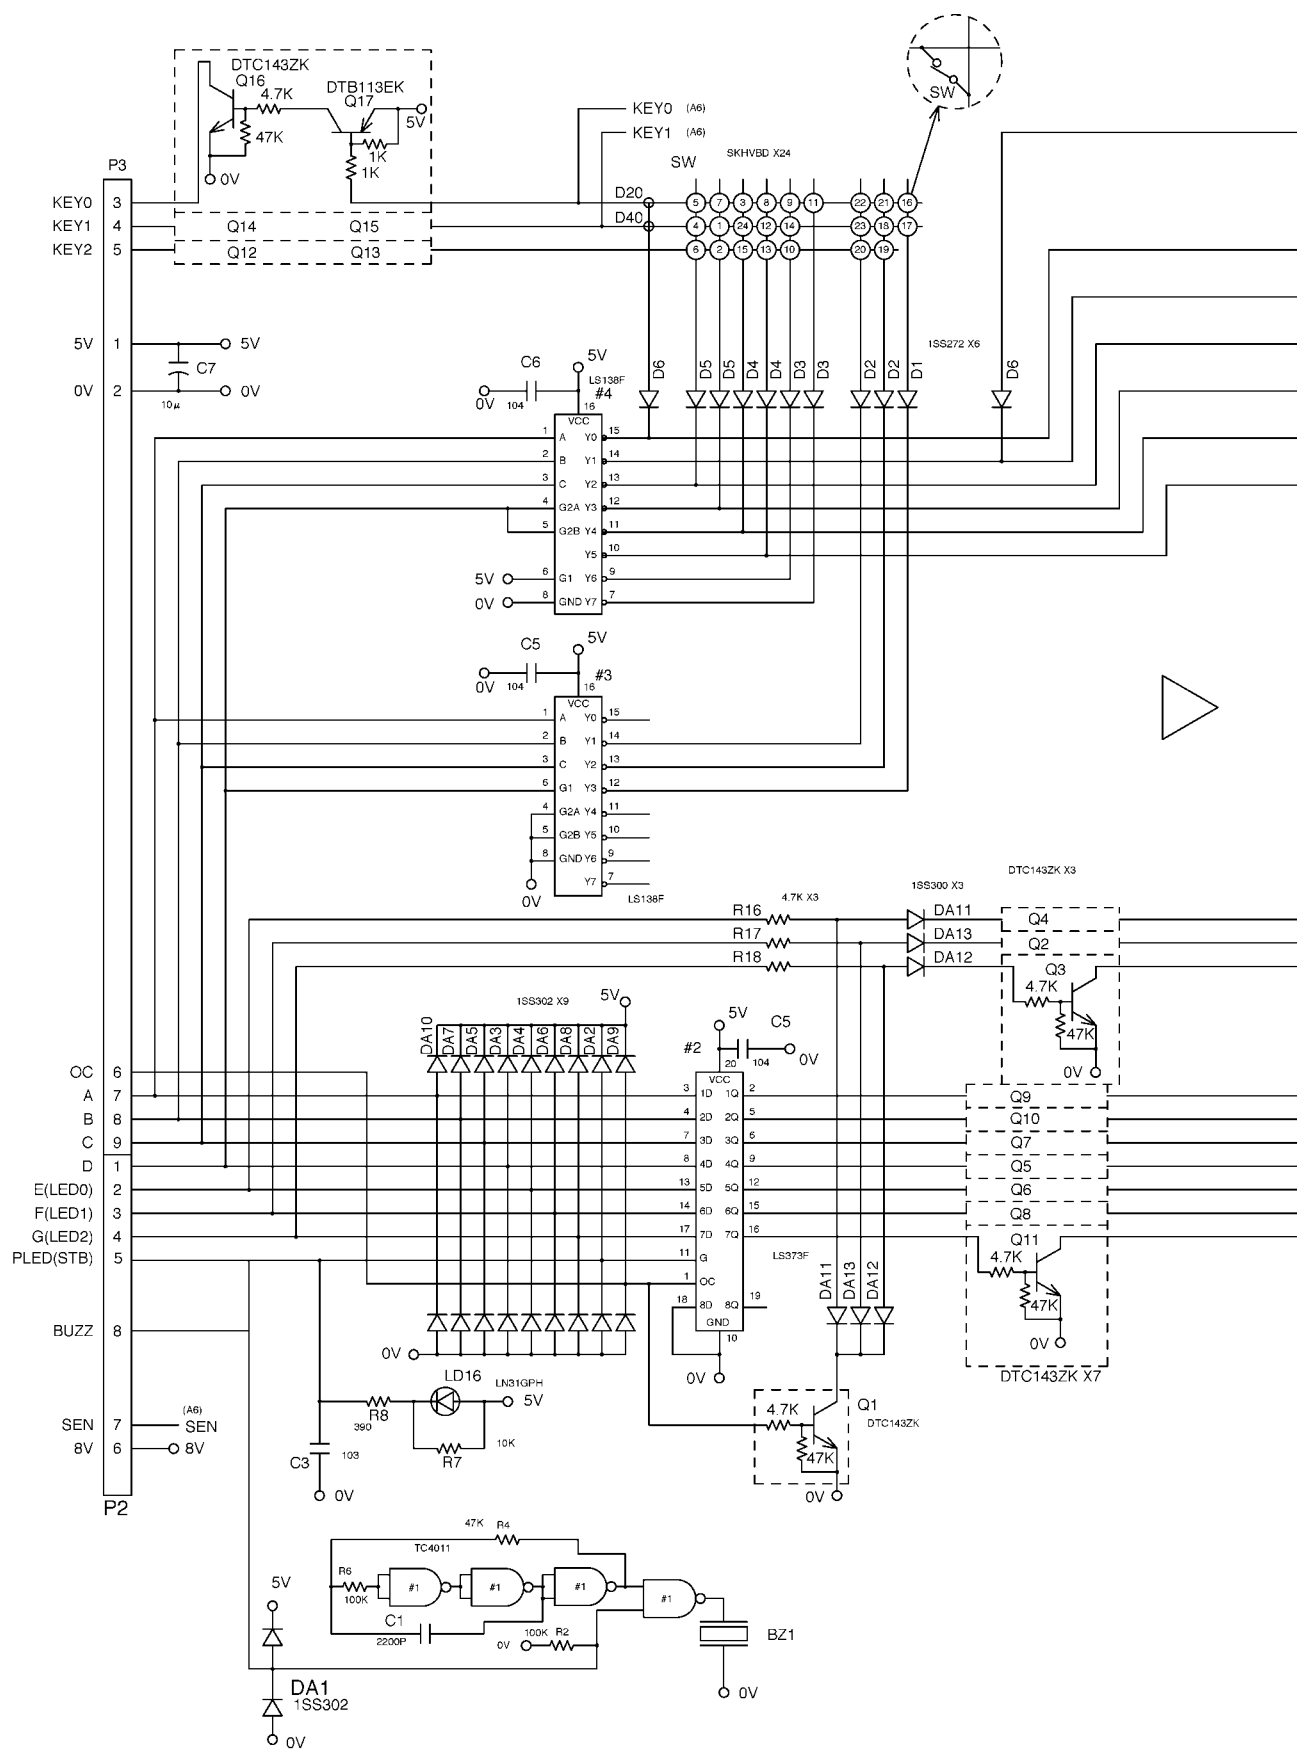 DTC143ZK
Q16
4.7K
47K
0V
DTB113EK
Q17
5V
1K
1K
SW
KEY0 (A6)
KEY1 (A6)
SW
SKHVBD X24
P3
KEY0 3
D20
5 7 3 8 9 11 22 21 16
KEY1 4
Q14 Q15
D40
4 1 24 12 14 23 18 17
KEY2 5
Q12 Q13
6 2 15 13 10 20 19
5V 1
5V
C7
10μ
0V 2
0V
1SS272 X6
D6 D5 D5 D4 D4 D3 D3 D2 D2 D1 D6
C6
104
0V
5V
LS138F
#4
16
VCC
1 A Y0 15
2 B Y1 14
3 C Y2 13
4 G2A Y3 12
5 G2B Y4 11
Y5 10
5V 6 G1 Y6 9
0V 8 GND Y7 7
C5
104
0V
5V
#3
16
VCC
1 A Y0 15
2 B Y1 14
3 C Y2 13
6 G1 Y3 12
4 G2A Y4 11
5 G2B Y5 10
8 GND Y6 9
Y7 7
0V
LS138F
R16
4.7K X3
1SS300 X3
DA11
DTC143ZK X3
Q4
R17
DA13
Q2
R18
DA12
Q3
4.7K
47K
0V
1SS302 X9
5V
DA10 DA7 DA5 DA3 DA4 DA6 DA8 DA2 DA9
#2
5V
C5
104
0V
20
VCC
OC 6
A 7
3 1D 1Q 2
Q9
B 8
4 2D 2Q 5
Q10
C 9
7 3D 3Q 6
Q7
D 1
8 4D 4Q 9
Q5
E(LED0) 2
13 5D 5Q 12
Q6
F(LED1) 3
14 6D 6Q 15
Q8
G(LED2) 4
17 7D 7Q 16
Q11
4.7K
47K
0V
DTC143ZK X7
PLED(STB) 5
11 G
LS373F
1 OC
18 8D 8Q 19
GND
10
0V
DA11 DA13 DA12
BUZZ 8
0V
LD16
LN31GPH
5V
R8
390
R7
10K
C3
103
0V
SEN 7
(A6)
SEN
8V 6
8V
P2
4.7K
47K
Q1
DTC143ZK
0V
47K R4
TC4011
R6
100K
#1 #1 #1 #1
C1
2200P
0V
100K R2
BZ1
0V
5V
DA1
1SS302
0V